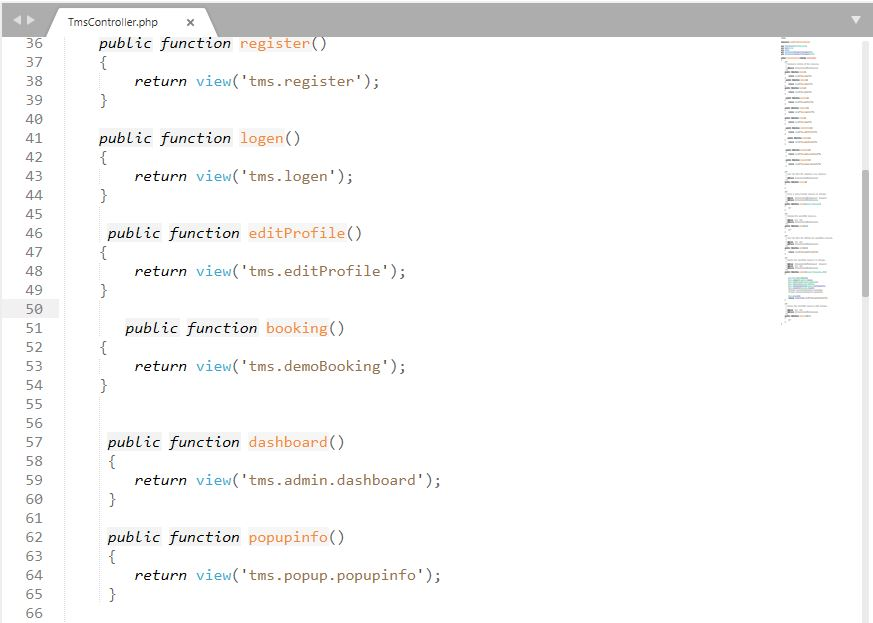 TmsController.php ×
36 public function register()
37 {
38 return view('tms.register');
39 }
40
41 public function logen()
42 {
43 return view('tms.logen');
44 }
45
46 public function editProfile()
47 {
48 return view('tms.editProfile');
49 }
50
51 public function booking()
52 {
53 return view('tms.demoBooking');
54 }
55
56
57 public function dashboard()
58 {
59 return view('tms.admin.dashboard');
60 }
61
62 public function popupinfo()
63 {
64 return view('tms.popup.popupinfo');
65 }
66